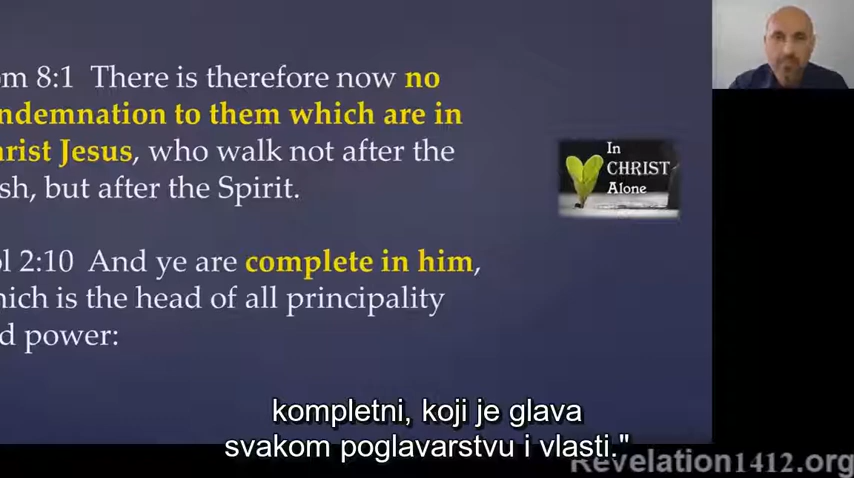 om 8:1 There is therefore now no
ndemnation to them which are in
rist Jesus, who walk not after the
sh, but after the Spirit.
ol 2:10 And ye are complete in him,
hich is the head of all principality
d power:
In
CHRIST
Alone
kompletni, koji je glava
svakom poglavarstvu i vlasti."
Revelation1412.org